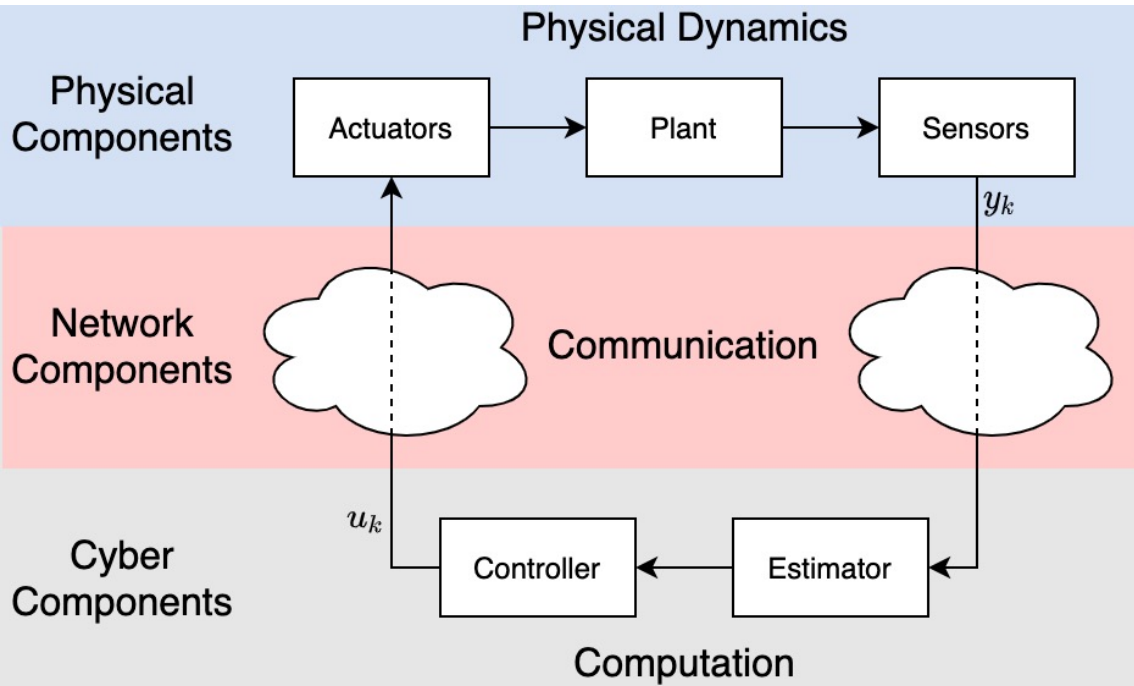 Physical Dynamics
Physical
Components
Actuators
Plant
Sensors
y_k
Network
Components
Communication
u_k
Cyber
Components
Controller
Estimator
Computation